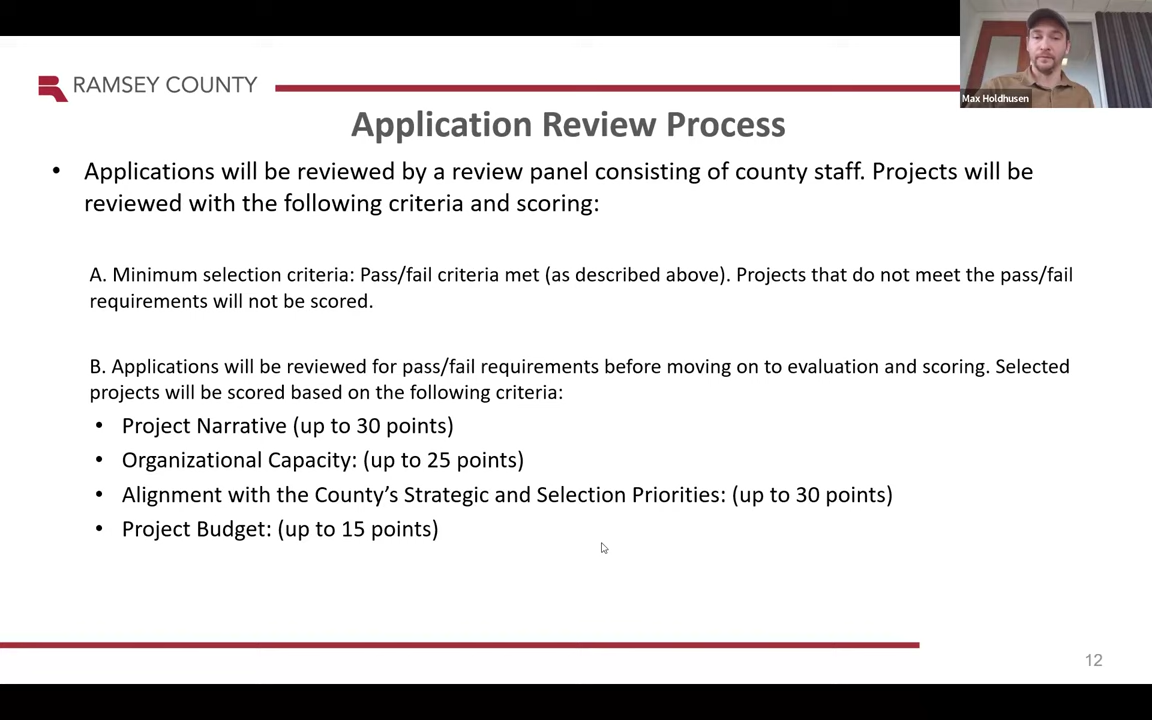 RAMSEY COUNTY
Max Holdhusen
Application Review Process
• Applications will be reviewed by a review panel consisting of county staff. Projects will be
reviewed with the following criteria and scoring:
A. Minimum selection criteria: Pass/fail criteria met (as described above). Projects that do not meet the pass/fail
requirements will not be scored.
B. Applications will be reviewed for pass/fail requirements before moving on to evaluation and scoring. Selected
projects will be scored based on the following criteria:
• Project Narrative (up to 30 points)
• Organizational Capacity: (up to 25 points)
• Alignment with the County’s Strategic and Selection Priorities: (up to 30 points)
• Project Budget: (up to 15 points)
12